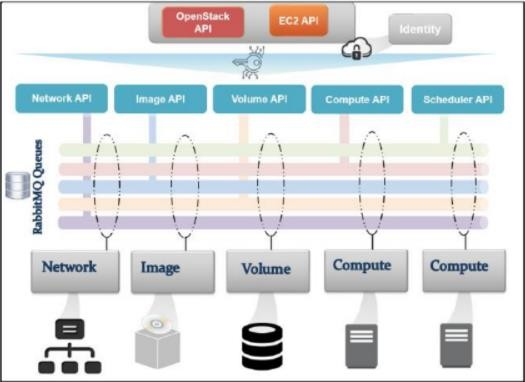 OpenStack
API
EC2 API
Identity
Network API
Image API
Volume API
Compute API
Scheduler API
RabbitMQ Queues
Network
Image
Volume
Compute
Compute